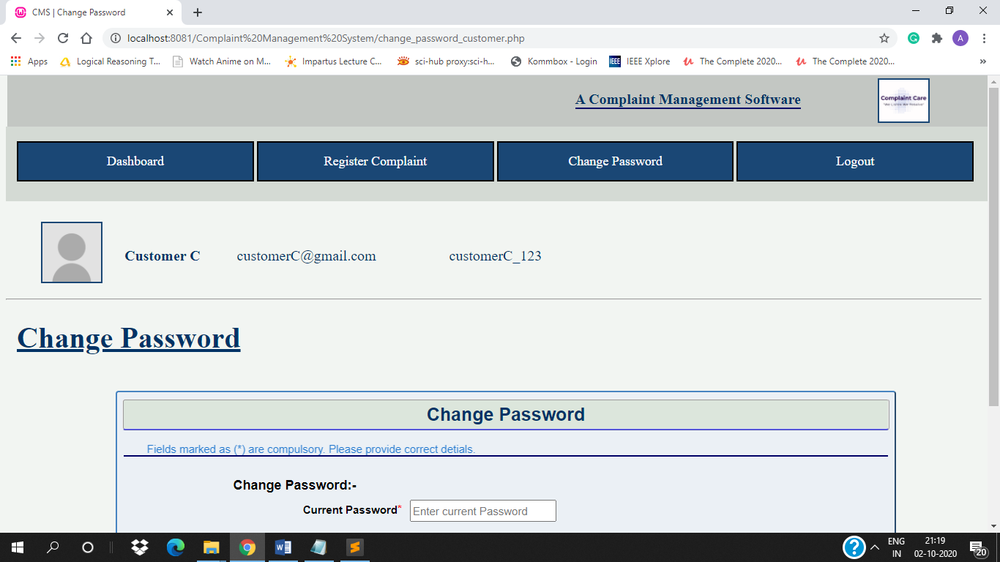 CMS | Change Password
localhost:8081/Complaint%20Management%20System/change_password_customer.php
A
Apps Logical Reasoning T... Watch Anime on M... Impartus Lecture C... sci-hub proxy:sci-h... Kommbox - Login IEEE IEEE Xplore The Complete 2020... The Complete 2020... »
A Complaint Management Software
Complaint Care
Dashboard Register Complaint Change Password Logout
Customer C customerC@gmail.com customerC_123
Change Password
Change Password
Fields marked as (*) are compulsory. Please provide correct detials.
Change Password:-
Current Password* Enter current Password
ENG 21:19
IN 02-10-2020 20